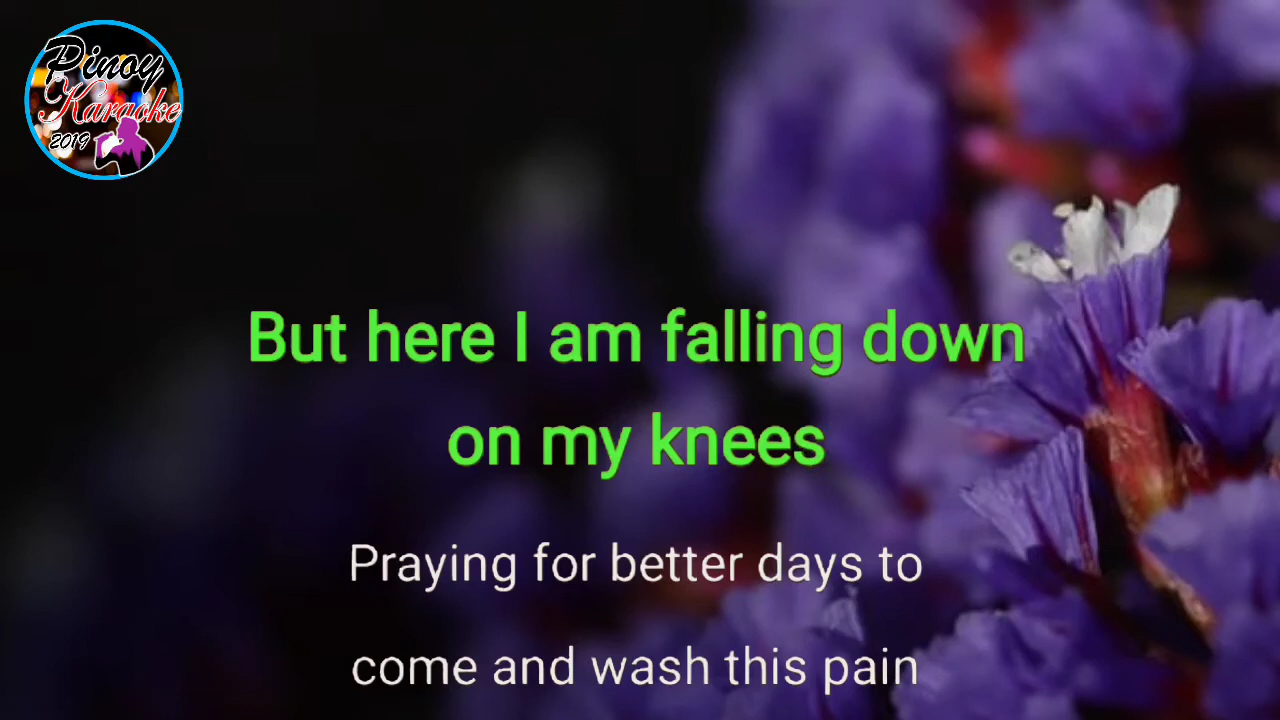 Pinoy
Karaoke
2019
But here I am falling down
on my knees
Praying for better days to
come and wash this pain